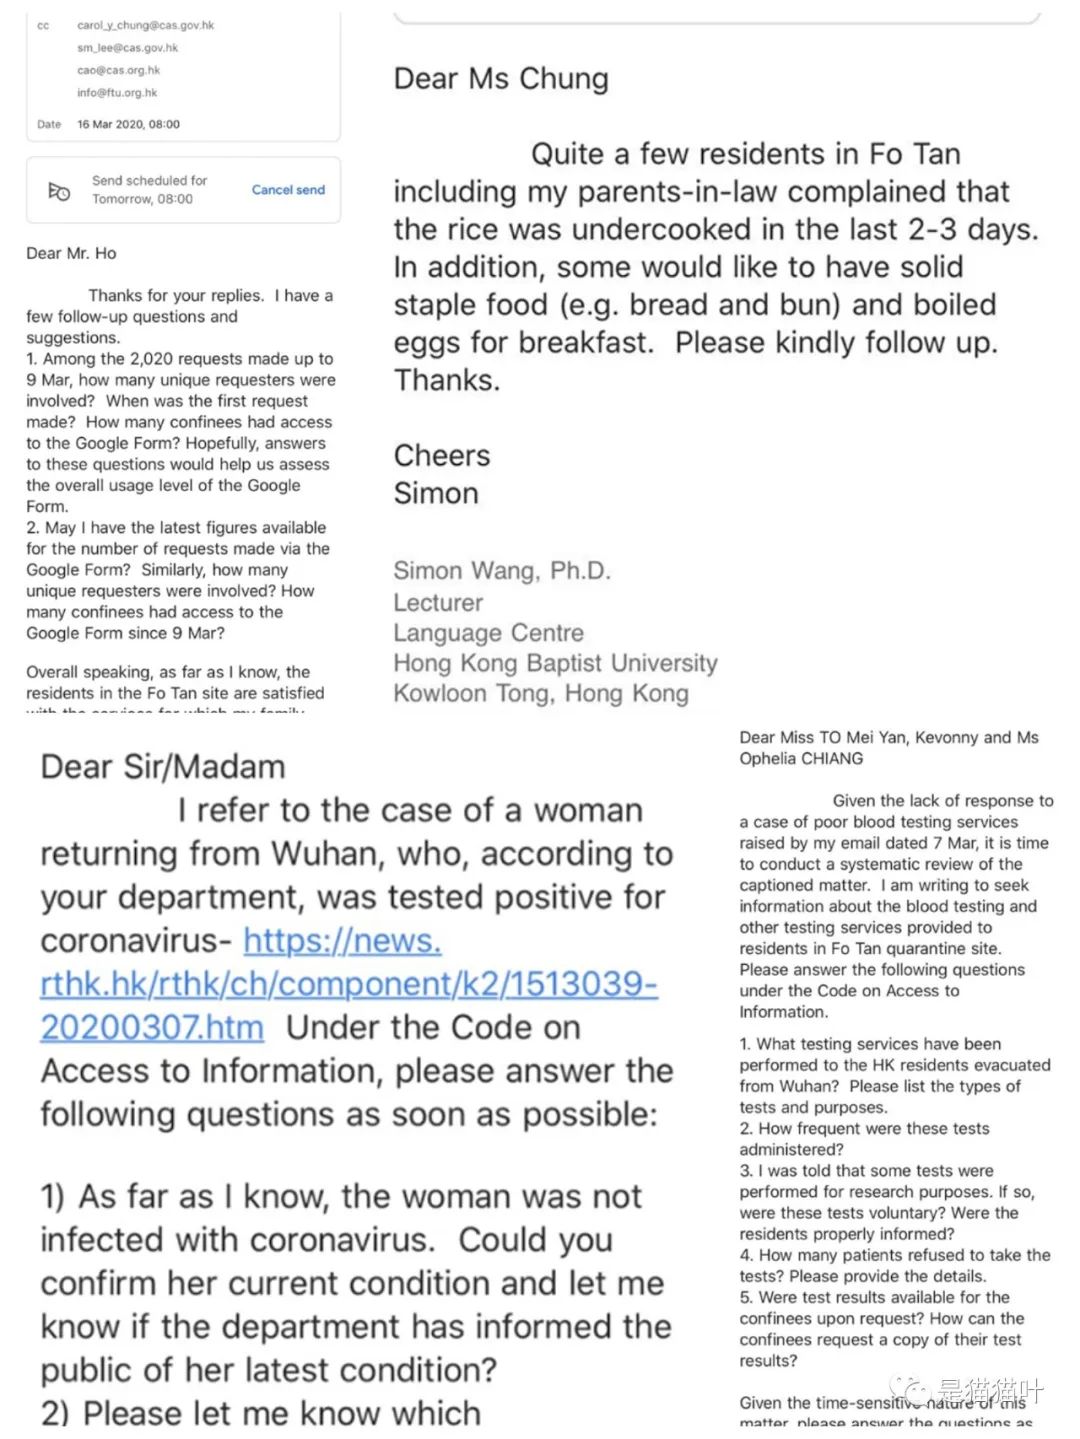 cc carol_y_chung@cas.gov.hk
sm_lee@cas.gov.hk
cao@cas.org.hk
info@ftu.org.hk
Date 16 Mar 2020, 08:00
Send scheduled for
Tomorrow, 08:00
Cancel send
Dear Mr. Ho
Thanks for your replies. I have a
few follow-up questions and
suggestions.
1. Among the 2,020 requests made up to
9 Mar, how many unique requesters were
involved? When was the first request
made? How many confinees had access
to the Google Form? Hopefully, answers
to these questions would help us assess
the overall usage level of the Google
Form.
2. May I have the latest figures available
for the number of requests made via the
Google Form? Similarly, how many
unique requesters were involved? How
many confinees had access to the
Google Form since 9 Mar?
Overall speaking, as far as I know, the
residents in the Fo Tan site are satisfied
with the services for which my family
Dear Ms Chung
Quite a few residents in Fo Tan
including my parents-in-law complained that
the rice was undercooked in the last 2-3 days.
In addition, some would like to have solid
staple food (e.g. bread and bun) and boiled
eggs for breakfast. Please kindly follow up.
Thanks.
Cheers
Simon
Simon Wang, Ph.D.
Lecturer
Language Centre
Hong Kong Baptist University
Kowloon Tong, Hong Kong
Dear Sir/Madam
I refer to the case of a woman
returning from Wuhan, who, according to
your department, was tested positive for
coronavirus- https://news.
rthk.hk/rthk/ch/component/k2/1513039-
20200307.htm Under the Code on
Access to Information, please answer the
following questions as soon as possible:
1) As far as I know, the woman was not
infected with coronavirus. Could you
confirm her current condition and let me
know if the department has informed the
public of her latest condition?
2) Please let me know which
Dear Miss TO Mei Yan, Kevonny and Ms
Ophelia CHIANG
Given the lack of response to
a case of poor blood testing services
raised by my email dated 7 Mar, it is time
to conduct a systematic review of the
captioned matter. I am writing to seek
information about the blood testing and
other testing services provided to
residents in Fo Tan quarantine site.
Please answer the following questions
under the Code on Access to
Information.
1. What testing services have been
performed to the HK residents evacuated
from Wuhan? Please list the types of
tests and purposes.
2. How frequent were these tests
administered?
3. I was told that some tests were
performed for research purposes. If so,
were these tests voluntary? Were the
residents properly informed?
4. How many patients refused to take the
tests? Please provide the details.
5. Were test results available for the
confinees upon request? How can the
confinees request a copy of their test
results?
Given the time-sensitive nature of this
matter, please answer the questions as
是猫猫叶